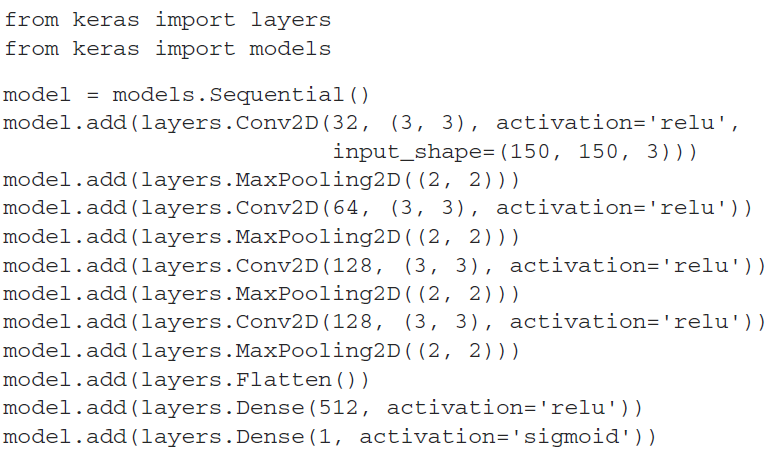 from keras import layers
from keras import models
model = models.Sequential()
model.add(layers.Conv2D(32, (3, 3), activation='relu',
                        input_shape=(150, 150, 3)))
model.add(layers.MaxPooling2D((2, 2)))
model.add(layers.Conv2D(64, (3, 3), activation='relu'))
model.add(layers.MaxPooling2D((2, 2)))
model.add(layers.Conv2D(128, (3, 3), activation='relu'))
model.add(layers.MaxPooling2D((2, 2)))
model.add(layers.Conv2D(128, (3, 3), activation='relu'))
model.add(layers.MaxPooling2D((2, 2)))
model.add(layers.Flatten())
model.add(layers.Dense(512, activation='relu'))
model.add(layers.Dense(1, activation='sigmoid'))